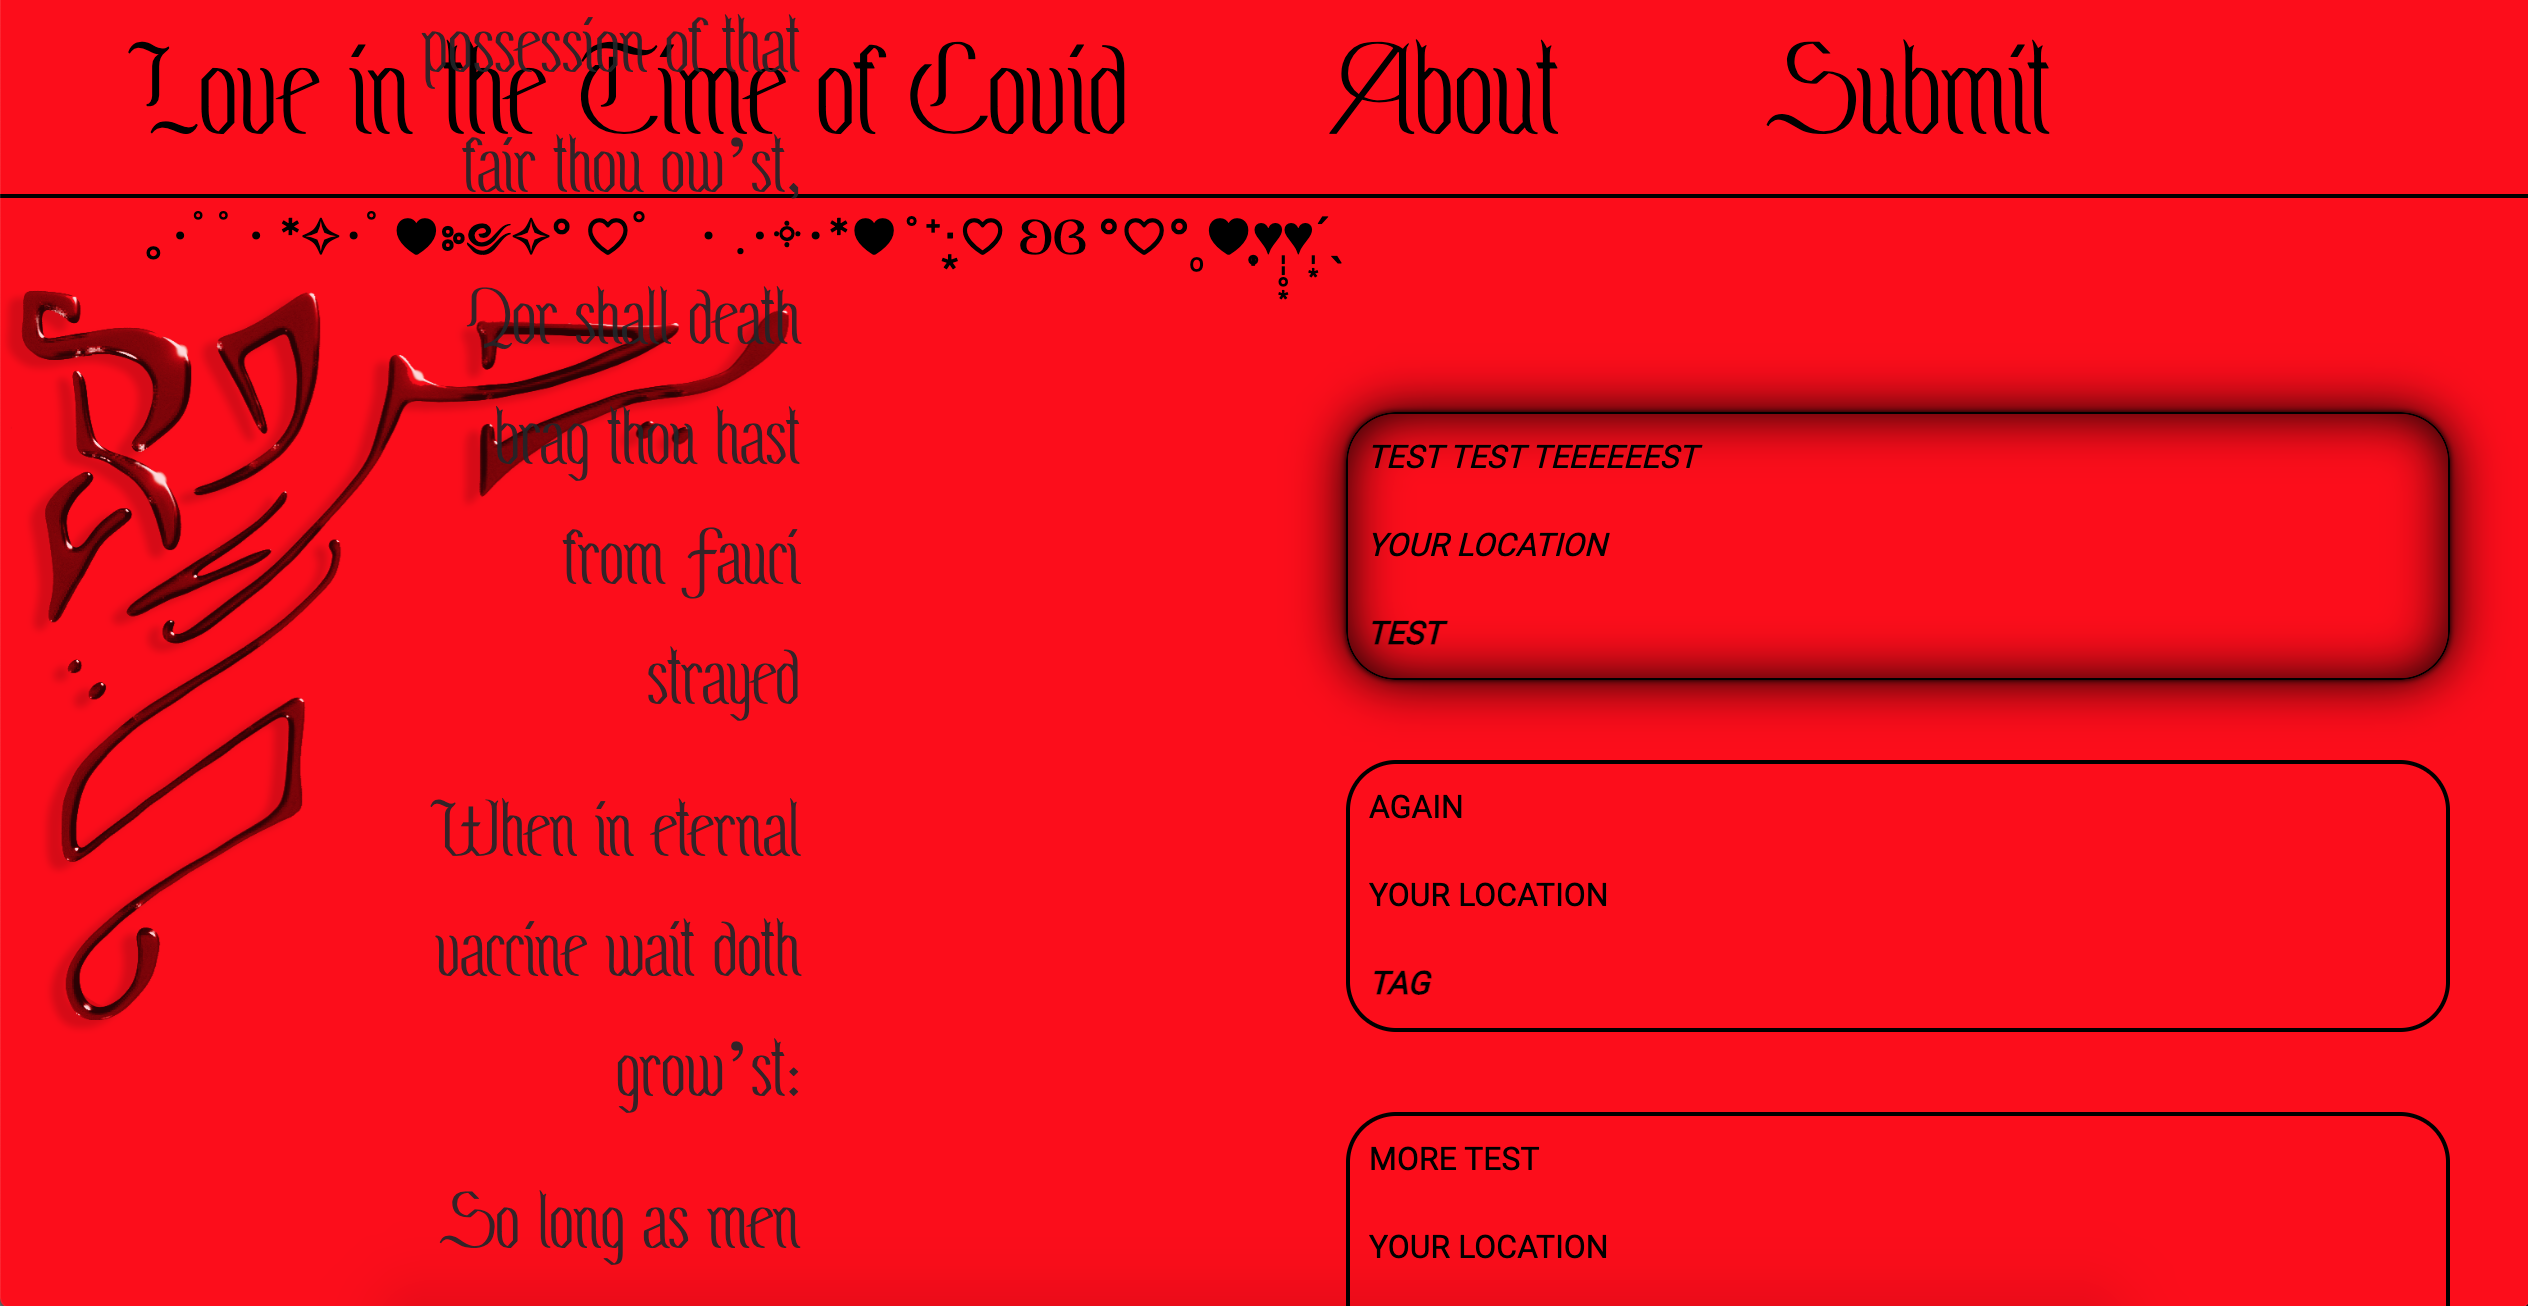 Love in the Time of Covid
About
Submit
possession of that
fair thou ow’st,
Nor shall death
brag thou hast
from Fauci
strayed
When in eternal
vaccine wait doth
grow’st:
So long as men
TEST TEST TEEEEEEST
YOUR LOCATION
TEST
AGAIN
YOUR LOCATION
TAG
MORE TEST
YOUR LOCATION